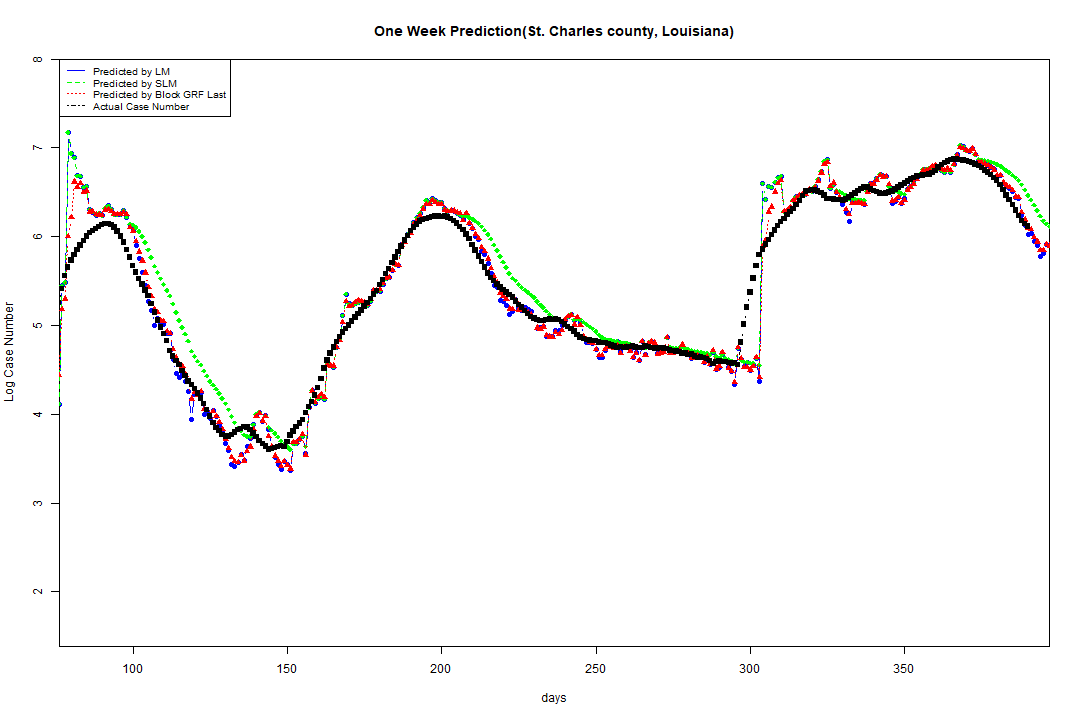 One Week Prediction(St. Charles county, Louisiana)
Predicted by LM
Predicted by SLM
Predicted by Block GRF Last
Actual Case Number
8
7
6
5
4
3
2
Log Case Number
100 150 200 250 300 350
days